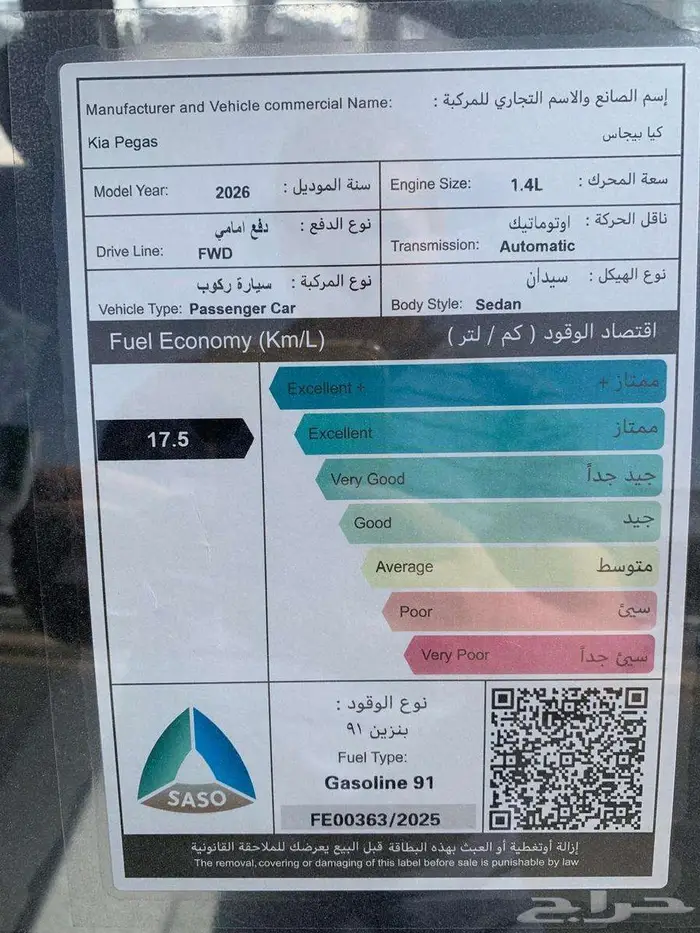 Manufacturer and Vehicle commercial Name: إسم الصانع والاسم التجاري للمركبة :
Kia Pegas كيا بيجاس
Model Year: 2026 سنة الموديل :
Engine Size: 1.4L سعة المحرك :
نوع الدفع : دفع امامي
Drive Line: FWD
ناقل الحركة : اوتوماتيك
Transmission: Automatic
نوع المركبة : سيارة ركوب
Vehicle Type: Passenger Car
نوع الهيكل : سيدان
Body Style: Sedan
Fuel Economy (Km/L) اقتصاد الوقود ( كم / لتر )
Excellent + ممتاز +
17.5
Excellent ممتاز
Very Good جيد جداً
Good جيد
Average متوسط
Poor سيئ
Very Poor سيئ جداً
SASO
نوع الوقود :
بنزين ٩١
Fuel Type:
Gasoline 91
FE00363/2025
إزالة أوتغطية أو العبث بهذه البطاقة قبل البيع يعرضك للملاحقة القانونية
The removal, covering or damaging of this label before sale is punishable by law
حراج